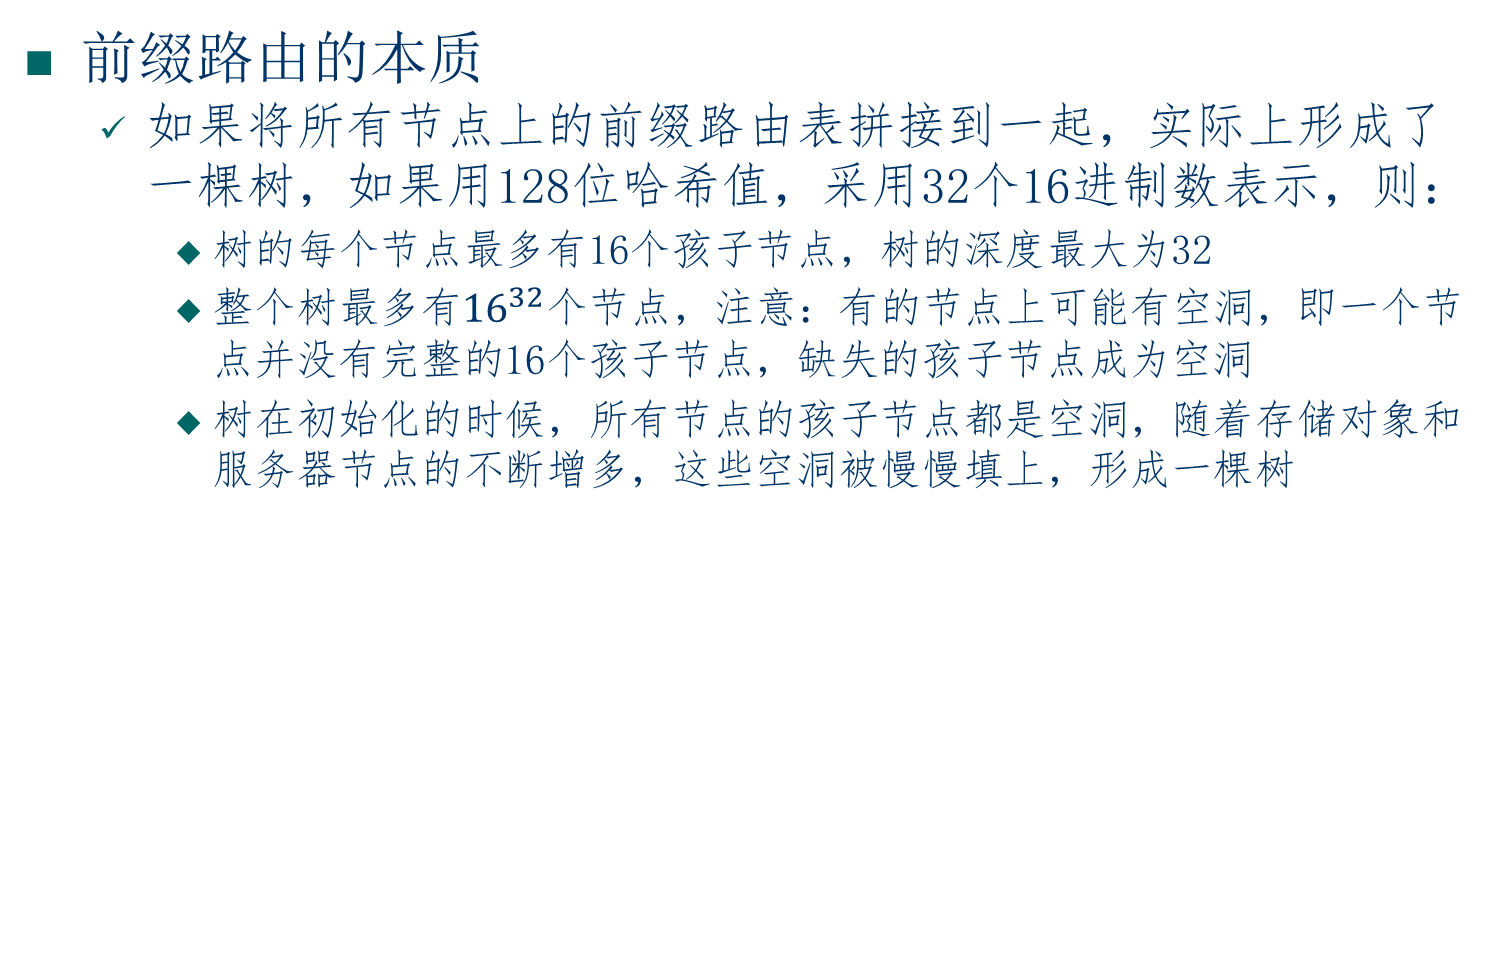 前缀路由的本质
如果将所有节点上的前缀路由表拼接到一起，实际上形成了
一棵树，如果用128位哈希值，采用32个16进制数表示，则：
树的每个节点最多有16个孩子节点，树的深度最大为32
整个树最多有16³²个节点，注意：有的节点上可能有空洞，即一个节
点并没有完整的16个孩子节点，缺失的孩子节点成为空洞
树在初始化的时候，所有节点的孩子节点都是空洞，随着存储对象和
服务器节点的不断增多，这些空洞被慢慢填上，形成一棵树